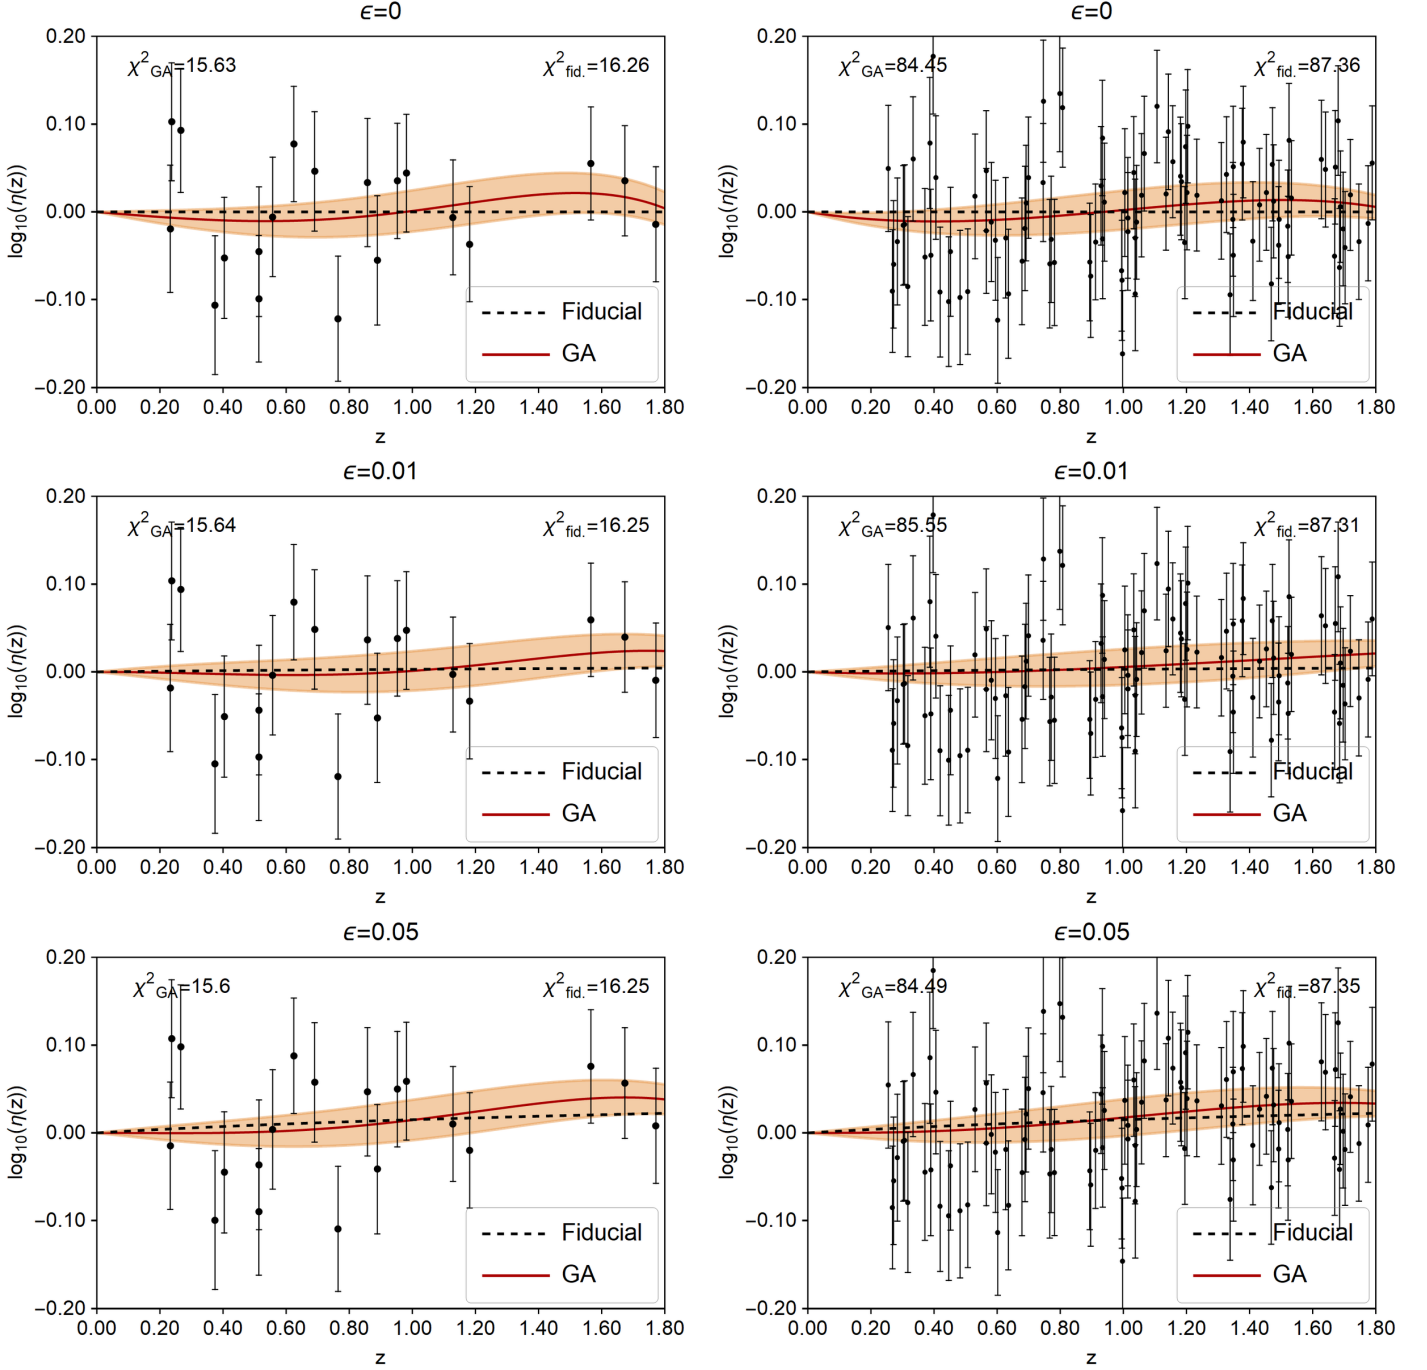 ϵ=0
χ²GA=15.63 χ²fid.=16.26
0.20
0.10
0.00
−0.10
−0.20
log₁₀(η(z))
Fiducial
GA
0.00 0.20 0.40 0.60 0.80 1.00 1.20 1.40 1.60 1.80
z
ϵ=0
χ²GA=84.45 χ²fid.=87.36
0.20
0.10
0.00
−0.10
−0.20
log₁₀(η(z))
Fiducial
GA
0.00 0.20 0.40 0.60 0.80 1.00 1.20 1.40 1.60 1.80
z
ϵ=0.01
χ²GA=15.64 χ²fid.=16.25
0.20
0.10
0.00
−0.10
−0.20
log₁₀(η(z))
Fiducial
GA
0.00 0.20 0.40 0.60 0.80 1.00 1.20 1.40 1.60 1.80
z
ϵ=0.01
χ²GA=85.55 χ²fid.=87.31
0.20
0.10
0.00
−0.10
−0.20
log₁₀(η(z))
Fiducial
GA
0.00 0.20 0.40 0.60 0.80 1.00 1.20 1.40 1.60 1.80
z
ϵ=0.05
χ²GA=15.6 χ²fid.=16.25
0.20
0.10
0.00
−0.10
−0.20
log₁₀(η(z))
Fiducial
GA
0.00 0.20 0.40 0.60 0.80 1.00 1.20 1.40 1.60 1.80
z
ϵ=0.05
χ²GA=84.49 χ²fid.=87.35
0.20
0.10
0.00
−0.10
−0.20
log₁₀(η(z))
Fiducial
GA
0.00 0.20 0.40 0.60 0.80 1.00 1.20 1.40 1.60 1.80
z